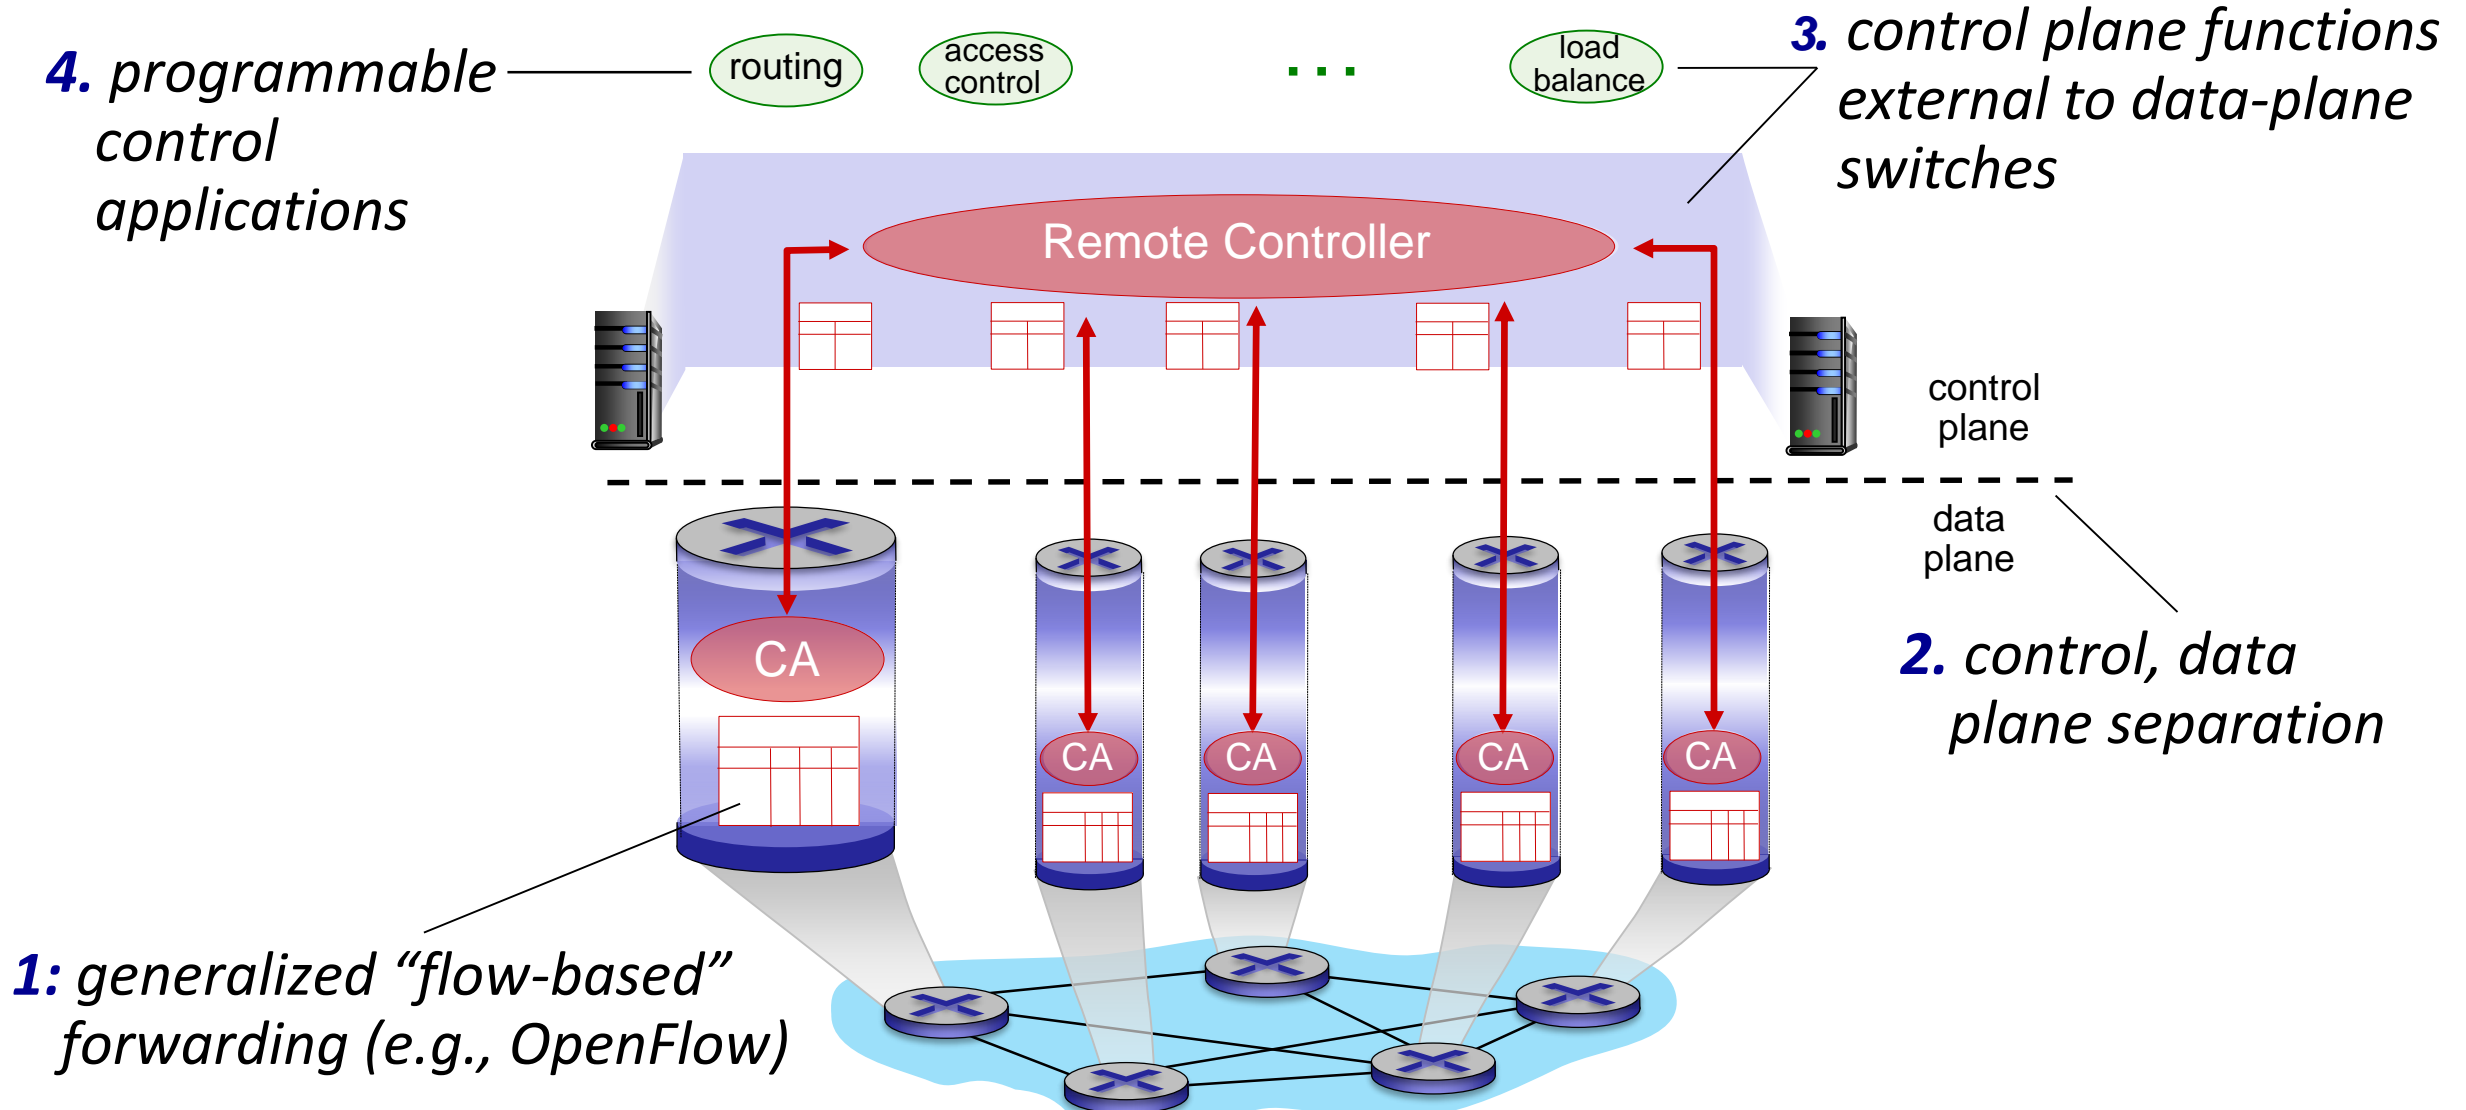 4. programmable
control
applications
routing
access
control
...
load
balance
3. control plane functions
external to data-plane
switches
Remote Controller
control
plane
data
plane
CA
CA
CA
CA
CA
2. control, data
plane separation
1: generalized “flow-based”
forwarding (e.g., OpenFlow)